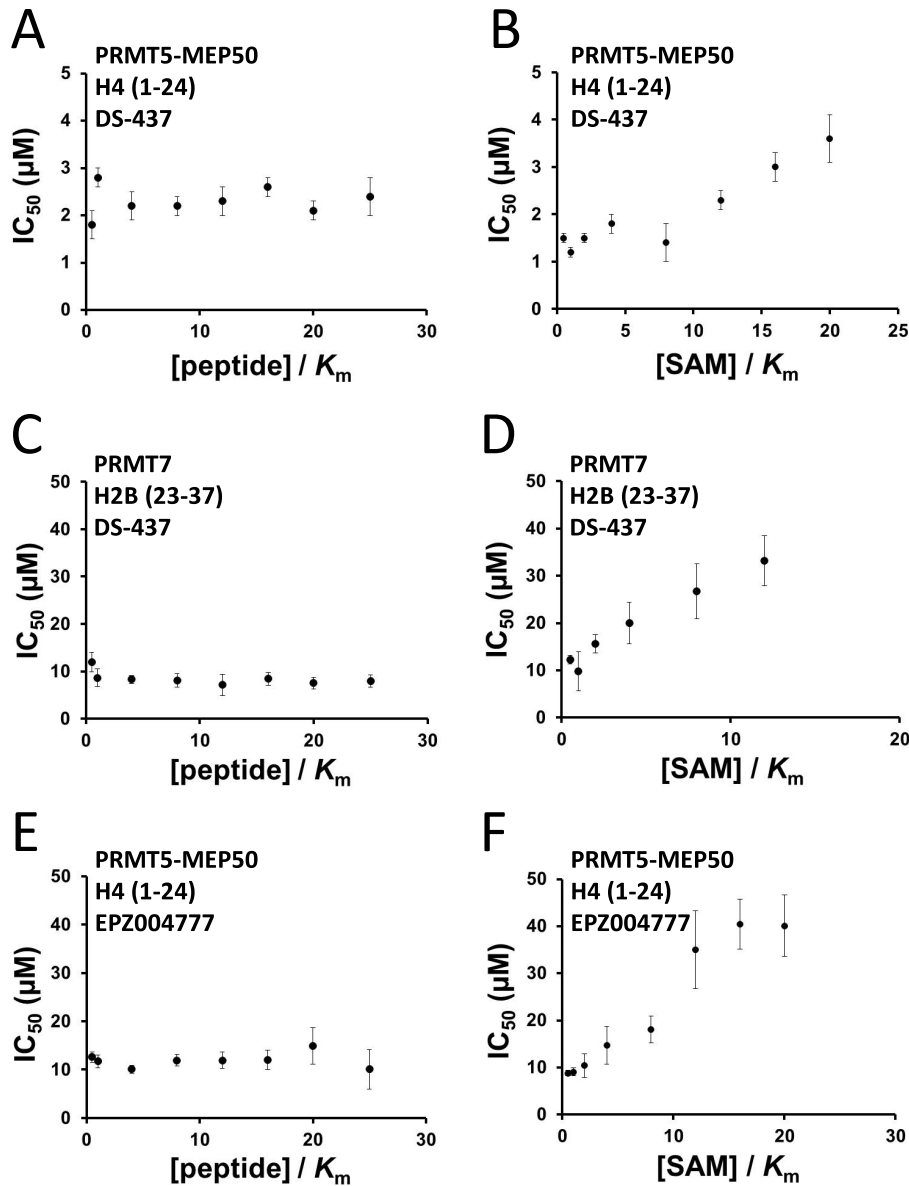 A
PRMT5-MEP50
H4 (1-24)
DS-437
5
4
3
2
1
0
0 10 20 30
IC50 (µM)
[peptide] / Km
B
PRMT5-MEP50
H4 (1-24)
DS-437
5
4
3
2
1
0
0 5 10 15 20 25
IC50 (µM)
[SAM] / Km
C
PRMT7
H2B (23-37)
DS-437
50
40
30
20
10
0
0 10 20 30
IC50 (µM)
[peptide] / Km
D
PRMT7
H2B (23-37)
DS-437
50
40
30
20
10
0
0 10 20
IC50 (µM)
[SAM] / Km
E
PRMT5-MEP50
H4 (1-24)
EPZ004777
50
40
30
20
10
0
0 10 20 30
IC50 (µM)
[peptide] / Km
F
PRMT5-MEP50
H4 (1-24)
EPZ004777
50
40
30
20
10
0
0 10 20 30
IC50 (µM)
[SAM] / Km